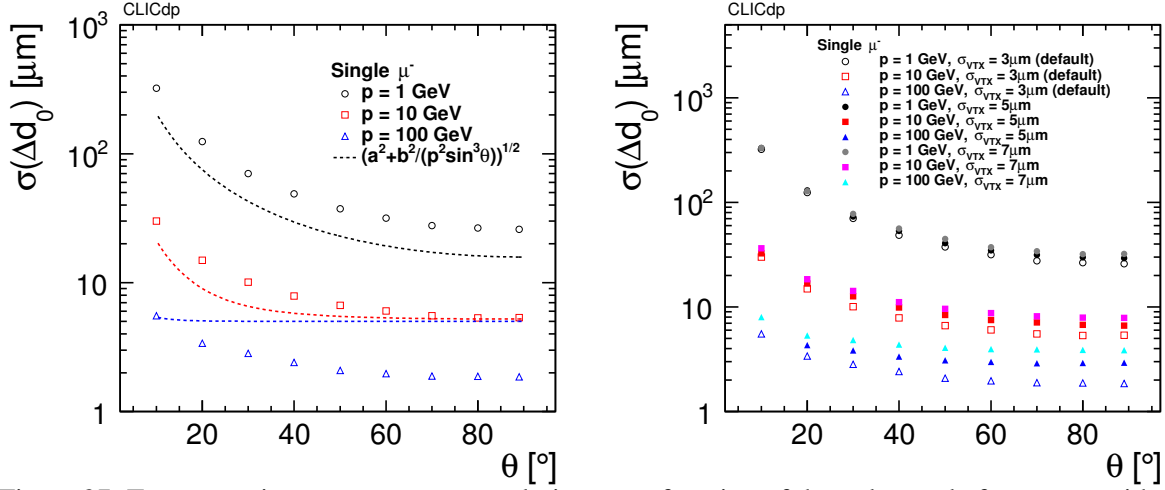 CLICdp
σ(Δd₀) [μm]
10³
10²
10
1
Single μ⁻
p = 1 GeV
p = 10 GeV
p = 100 GeV
(a²+b²/(p²sin³θ))^1/2
20 40 60 80
θ [°]
CLICdp
σ(Δd₀) [μm]
10³
10²
10
1
Single μ⁻
p = 1 GeV, σ_VTX = 3μm (default)
p = 10 GeV, σ_VTX = 3μm (default)
p = 100 GeV, σ_VTX = 3μm (default)
p = 1 GeV, σ_VTX = 5μm
p = 10 GeV, σ_VTX = 5μm
p = 100 GeV, σ_VTX = 5μm
p = 1 GeV, σ_VTX = 7μm
p = 10 GeV, σ_VTX = 7μm
p = 100 GeV, σ_VTX = 7μm
20 40 60 80
θ [°]